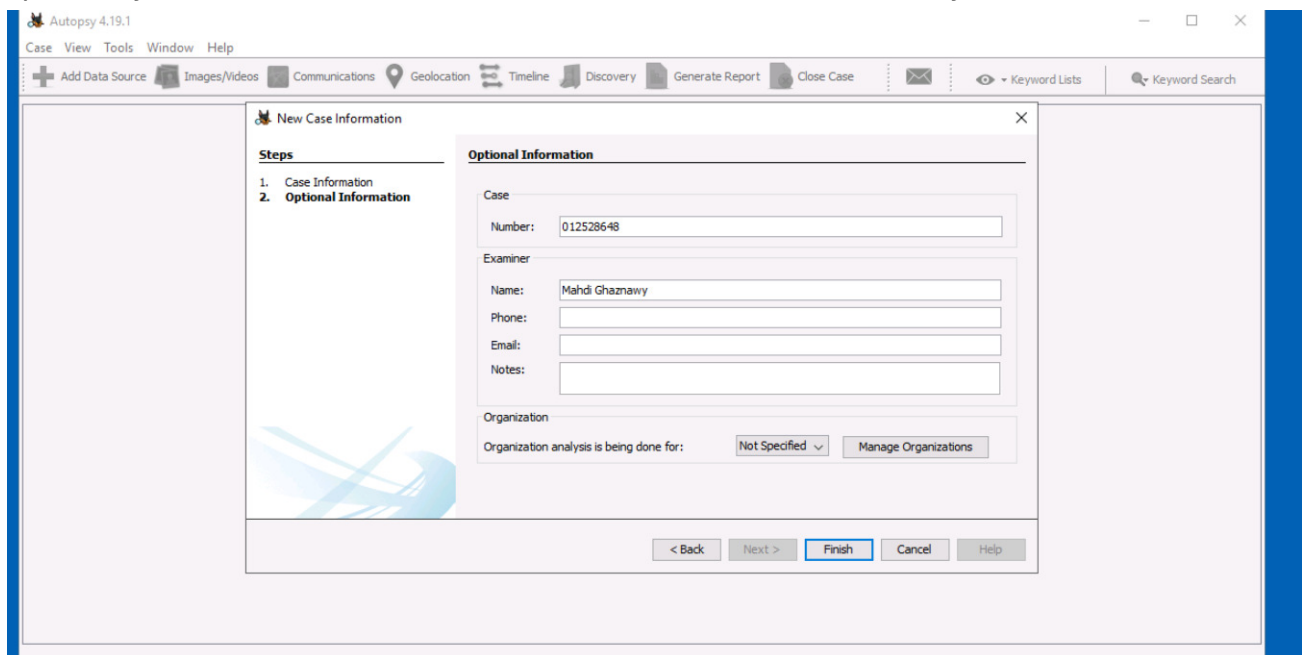 Autopsy 4.19.1
Case View Tools Window Help
Add Data Source Images/Videos Communications Geolocation Timeline Discovery Generate Report Close Case Keyword Lists Keyword Search
New Case Information
Steps
1. Case Information
2. Optional Information
Optional Information
Case
Number: 012528648
Examiner
Name: Mahdi Ghaznawy
Phone:
Email:
Notes:
Organization
Organization analysis is being done for: Not Specified Manage Organizations
< Back Next > Finish Cancel Help